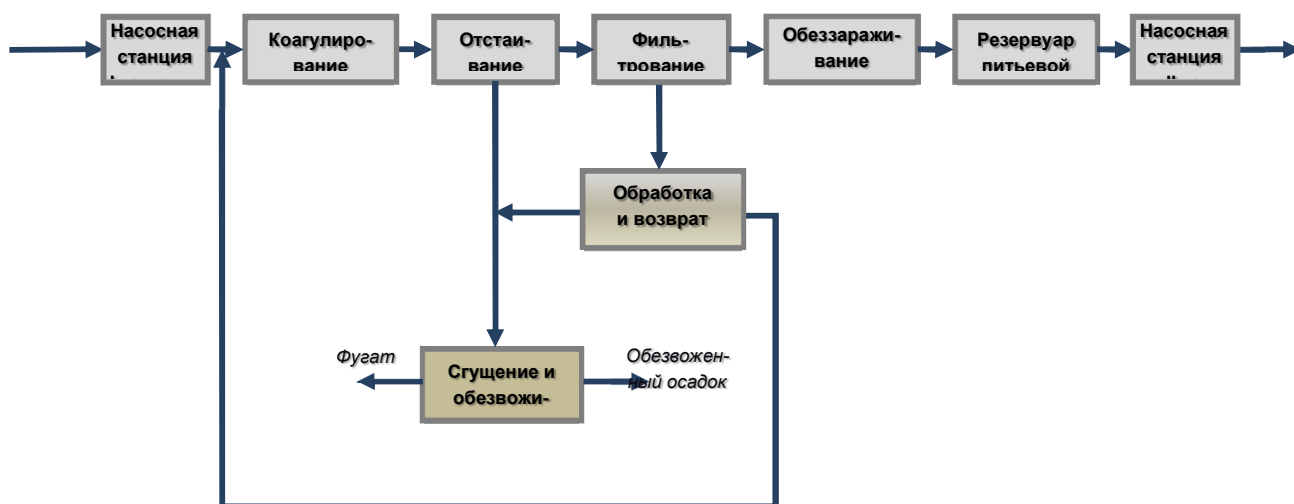 Насосная
станция
Коагулиро-
вание
Отстаи-
вание
Филь-
трование
Обеззаражи-
вание
Резервуар
питьевой
Насосная
станция
Обработка
и возврат
Фугат
Сгущение и
обезвожи-
Обезвожен-
ный осадок